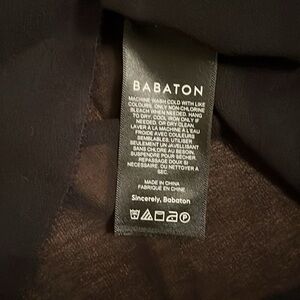 BABATON
MACHINE WASH COLD WITH LIKE
COLOURS. ONLY NON-CHLORINE
BLEACH WHEN NEEDED. HANG
TO DRY. COOL IRON ONLY IF
NEEDED. OR DRY CLEAN
LAVER À LA MACHINE À L'EAU
FROIDE AVEC COULEURS
SEMBLABLES. UTILISER
SEULEMENT UN JAVELLISANT
SANS CHLORE AU BESOIN.
SUSPENDRE POUR SÉCHER
REPASSAGE DOUX SI
NÉCESSAIRE. OU NETTOYER À
SEC.
MADE IN CHINA
FABRIQUÉ EN CHINE
Sincerely, Babaton